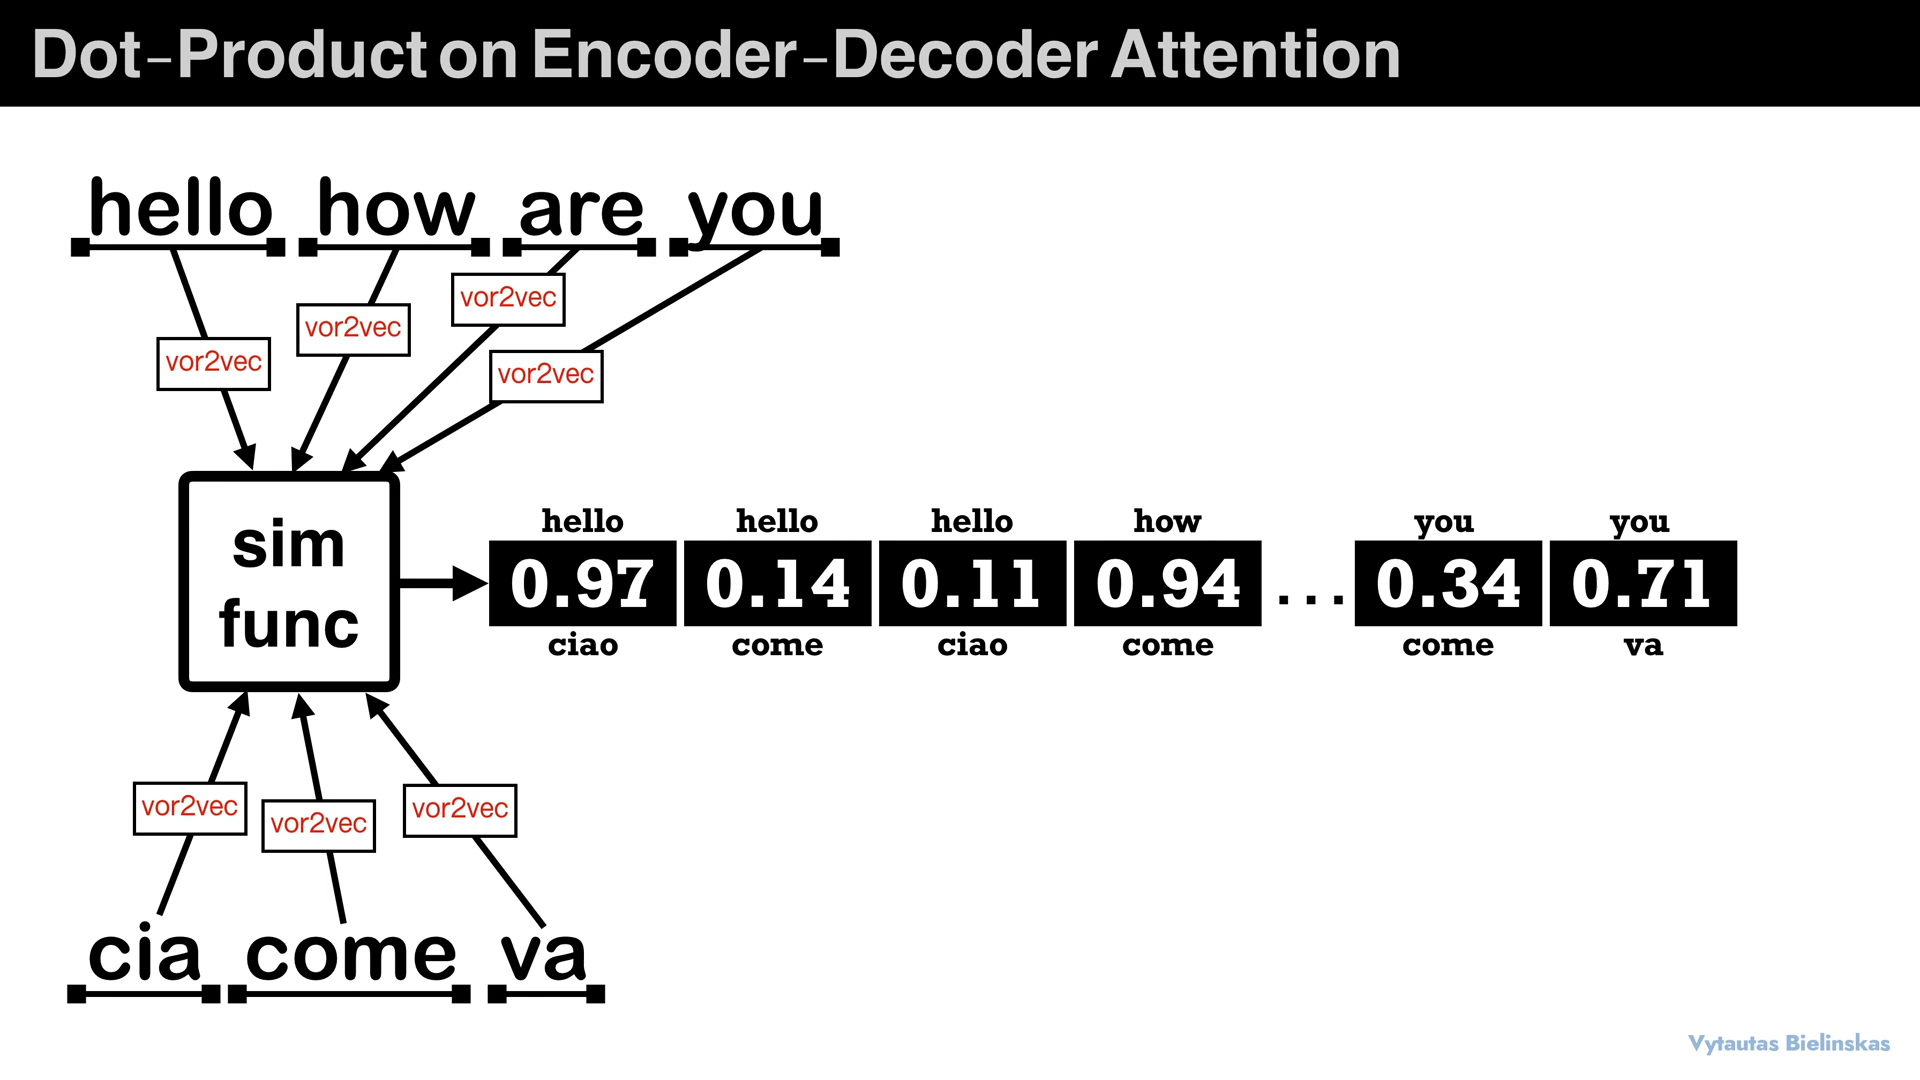 Dot-Product on Encoder-Decoder Attention
hello how are you
vor2vec
vor2vec
vor2vec
vor2vec
sim
func
hello hello hello how you you
0.97 0.14 0.11 0.94 ... 0.34 0.71
ciao come ciao come come va
vor2vec
vor2vec
vor2vec
cia come va
Vytautas Bielinskas